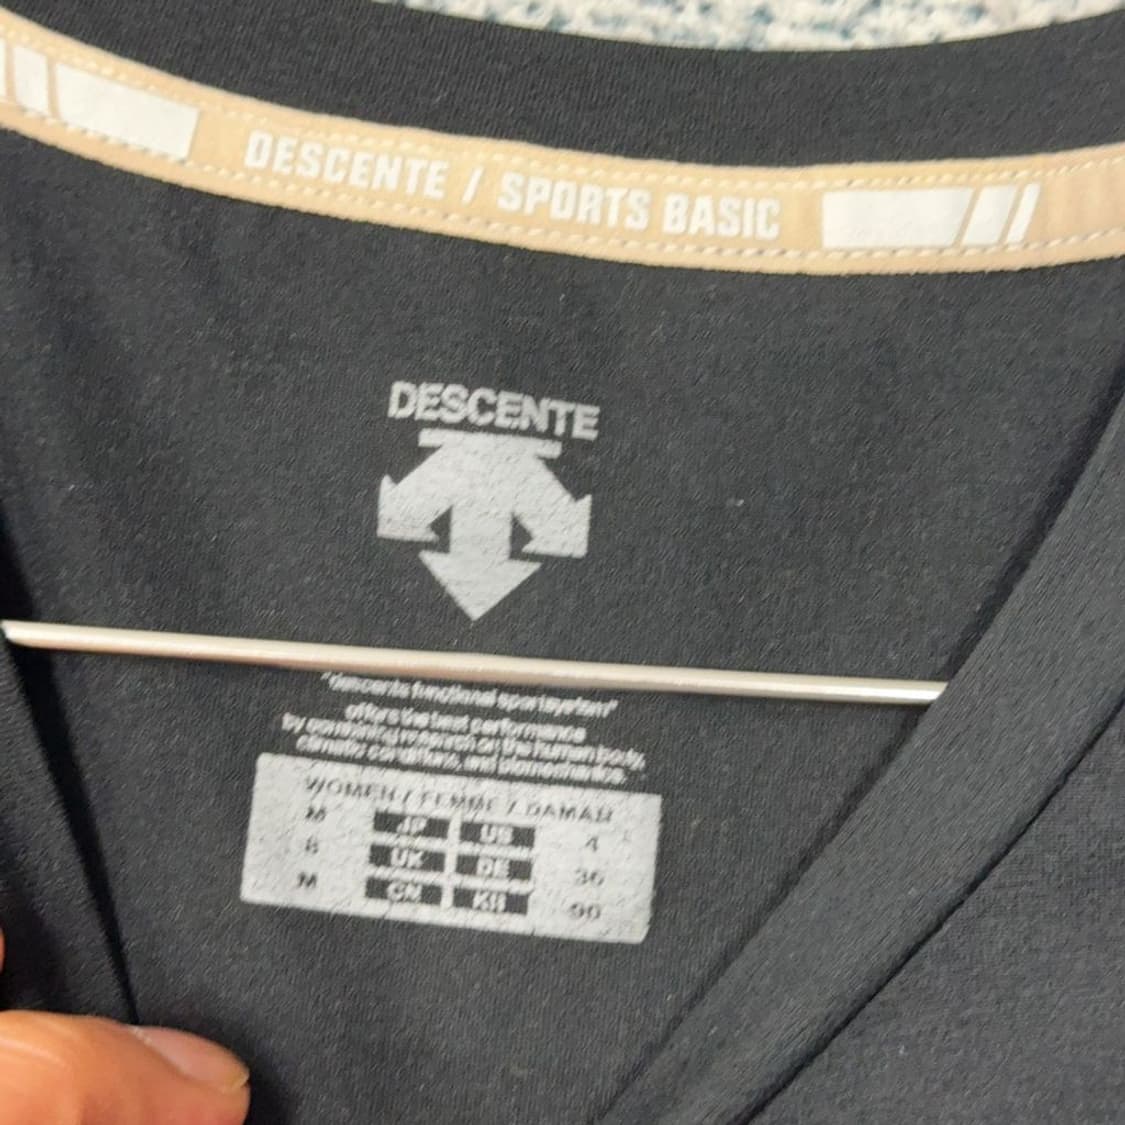 DESCENTE / SPORTS BASIC
DESCENTE
"descente functional sportsystem"
offers the best performance
by combining research on the human body,
climatic conditions, and biomechanics.
WOMEN / FEMME / DAMAR
M JP US 4
8 UK DE 36
M CN KR 90